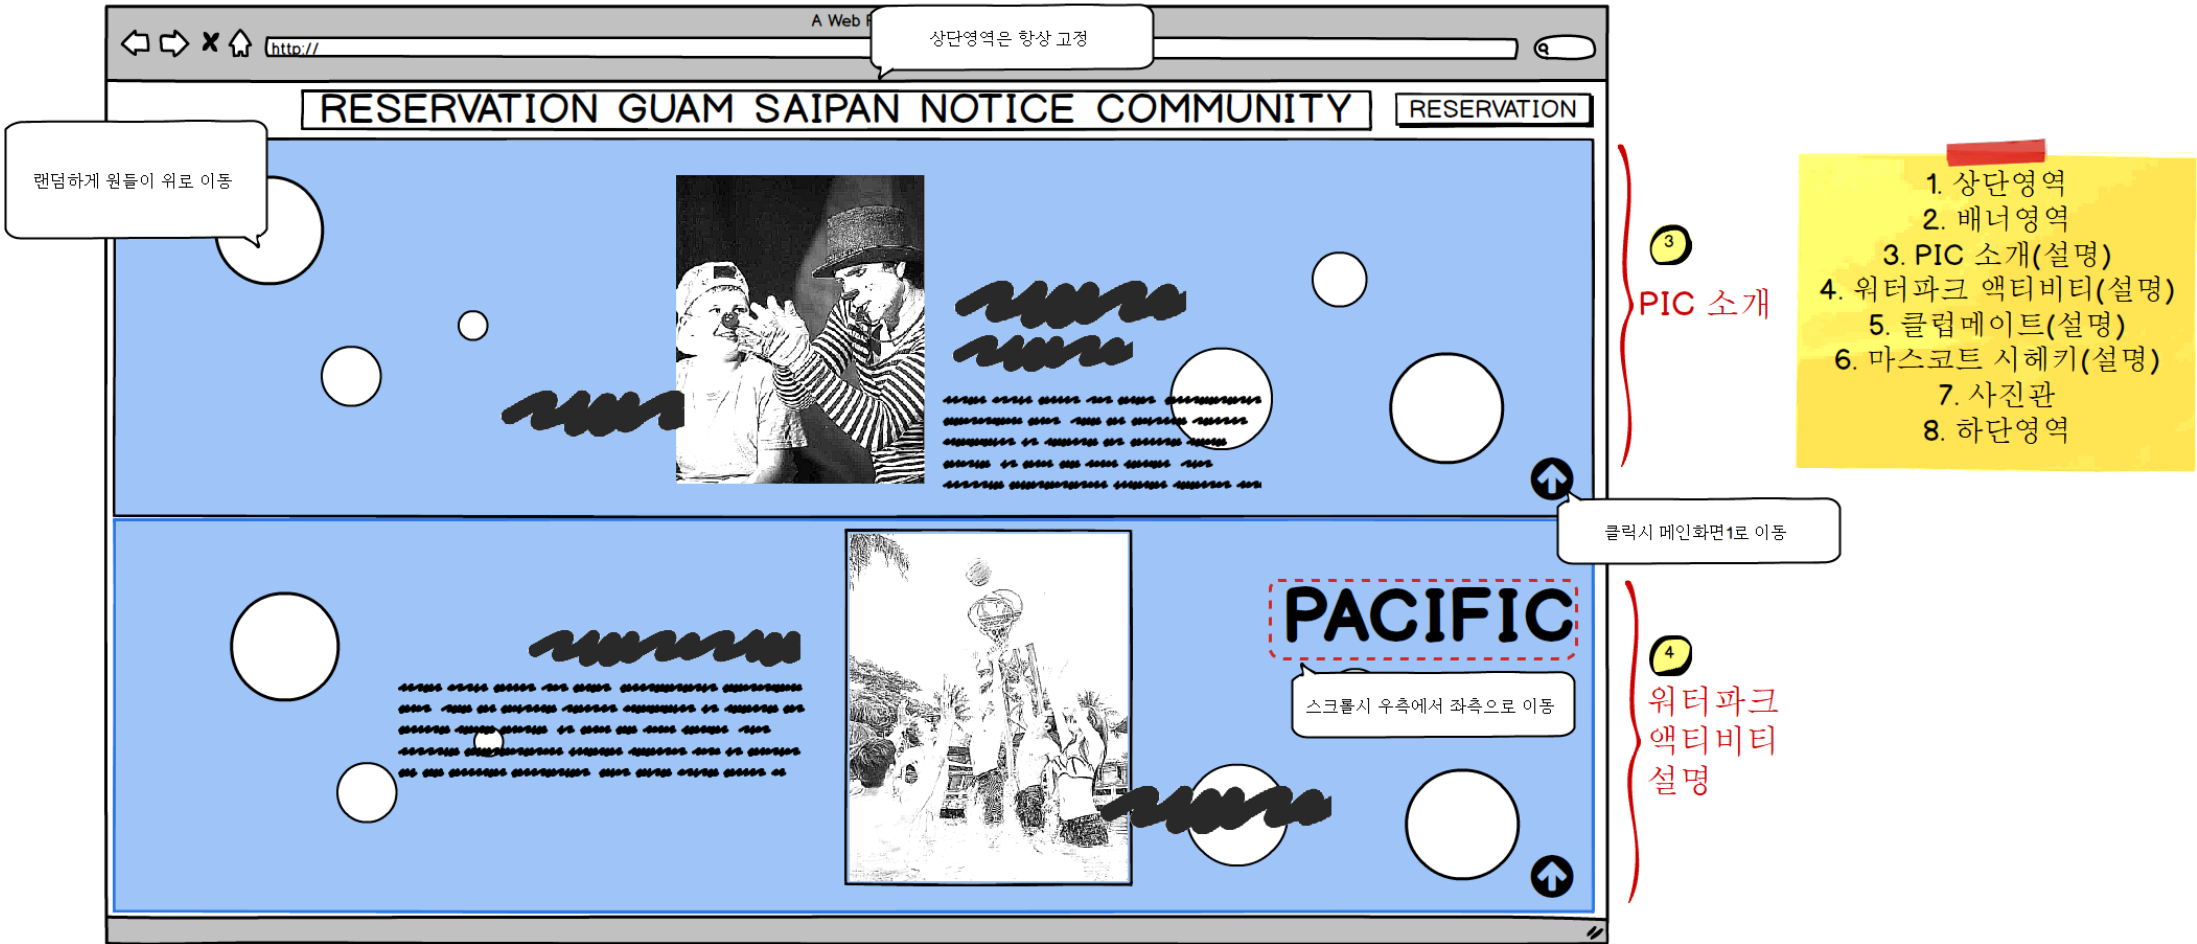 A Web P
http://
상단영역은 항상 고정
RESERVATION GUAM SAIPAN NOTICE COMMUNITY
RESERVATION
랜덤하게 원들이 위로 이동
3
PIC 소개
1. 상단영역
2. 배너영역
3. PIC 소개(설명)
4. 워터파크 액티비티(설명)
5. 클럽메이트(설명)
6. 마스코트 시헤키(설명)
7. 사진관
8. 하단영역
클릭시 메인화면1로 이동
PACIFIC
스크롤시 우측에서 좌측으로 이동
4
워터파크
액티비티
설명